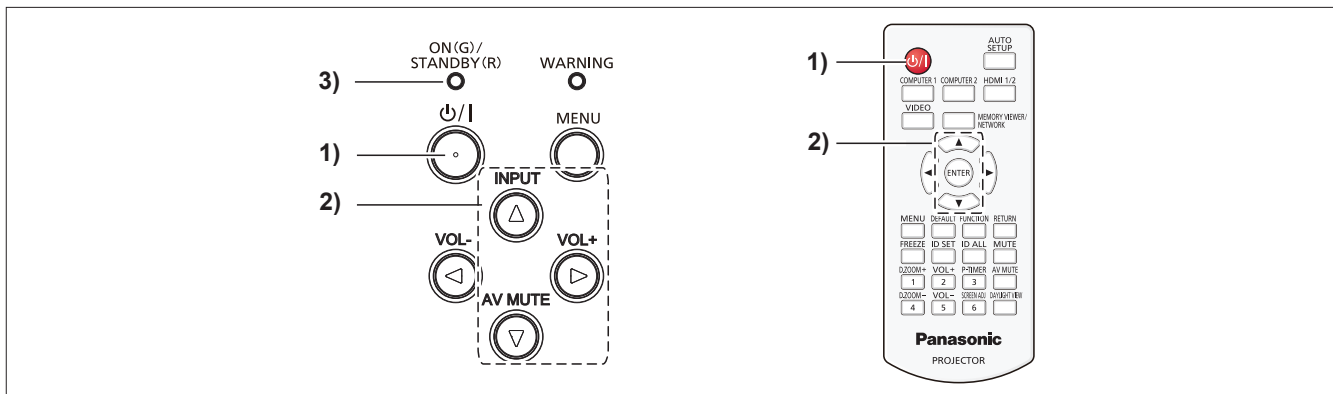 ON(G)/
STANDBY(R)
WARNING
3)
⏻/|
MENU
1)
INPUT
2)
VOL-
VOL+
AV MUTE
1)
⏻/|
AUTO
SETUP
COMPUTER 1 COMPUTER 2 HDMI 1/2
VIDEO
MEMORY VIEWER/
NETWORK
2)
ENTER
MENU DEFAULT FUNCTION RETURN
FREEZE ID SET ID ALL MUTE
D.ZOOM+ VOL+ P-TIMER AV MUTE
1 2 3
D.ZOOM- VOL- SCREEN ADJ DAYLIGHT VIEW
4 5 6
Panasonic
PROJECTOR